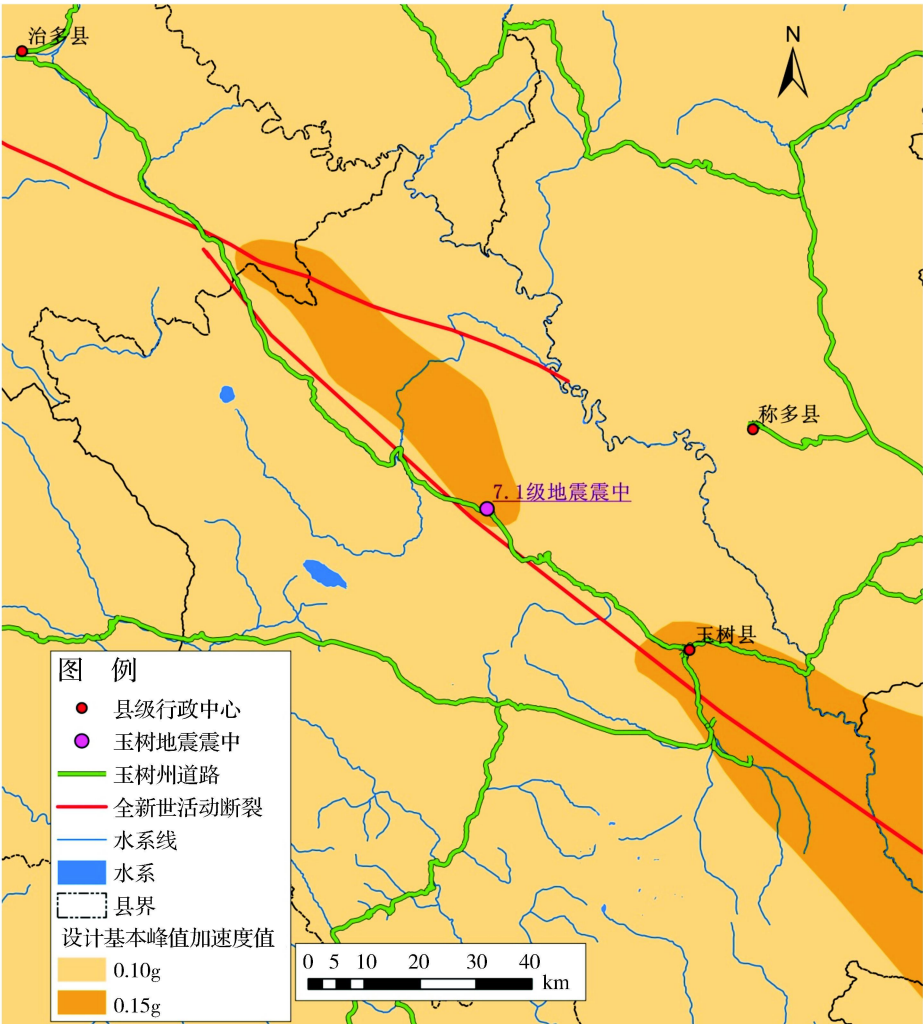 治多县
N
称多县
7.1级地震震中
玉树县
图 例
县级行政中心
玉树地震震中
玉树州道路
全新世活动断裂
水系线
水系
县界
设计基本峰值加速度值
0.10g
0.15g
0 5 10 20 30 40
km